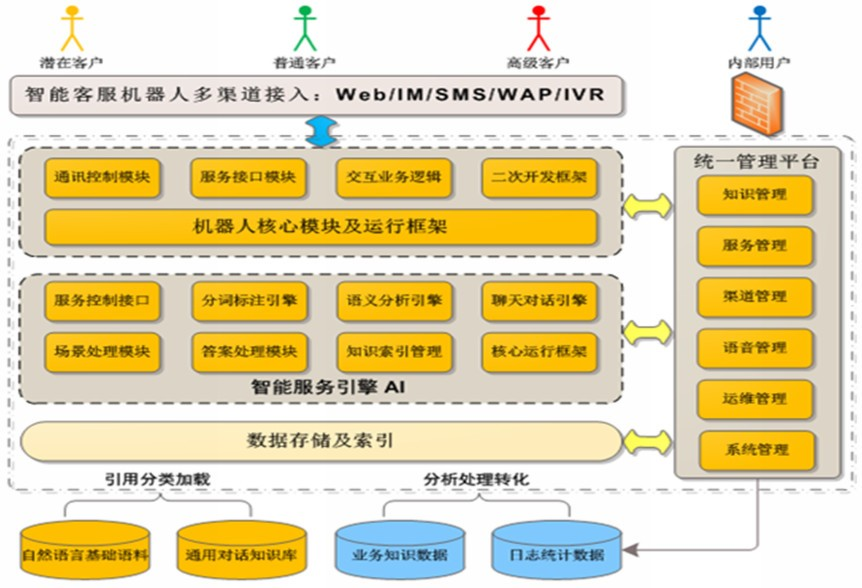 潜在客户
普通客户
高级客户
内部用户
智能客服机器人多渠道接入：Web/IM/SMS/WAP/IVR
通讯控制模块
服务接口模块
交互业务逻辑
二次开发框架
机器人核心模块及运行框架
服务控制接口
分词标注引擎
语义分析引擎
聊天对话引擎
场景处理模块
答案处理模块
知识索引管理
核心运行框架
智能服务引擎 AI
数据存储及索引
统一管理平台
知识管理
服务管理
渠道管理
语音管理
运维管理
系统管理
引用分类加载
分析处理转化
自然语言基础语料
通用对话知识库
业务知识数据
日志统计数据